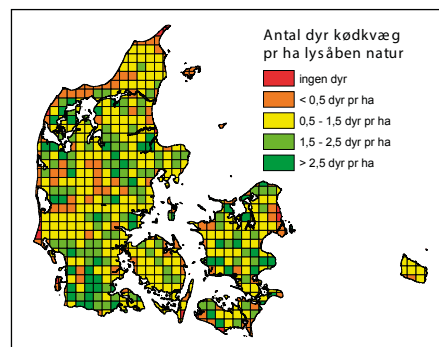 Antal dyr kødkvæg
pr ha lysåben natur
ingen dyr
< 0,5 dyr pr ha
0,5 - 1,5 dyr pr ha
1,5 - 2,5 dyr pr ha
> 2,5 dyr pr ha